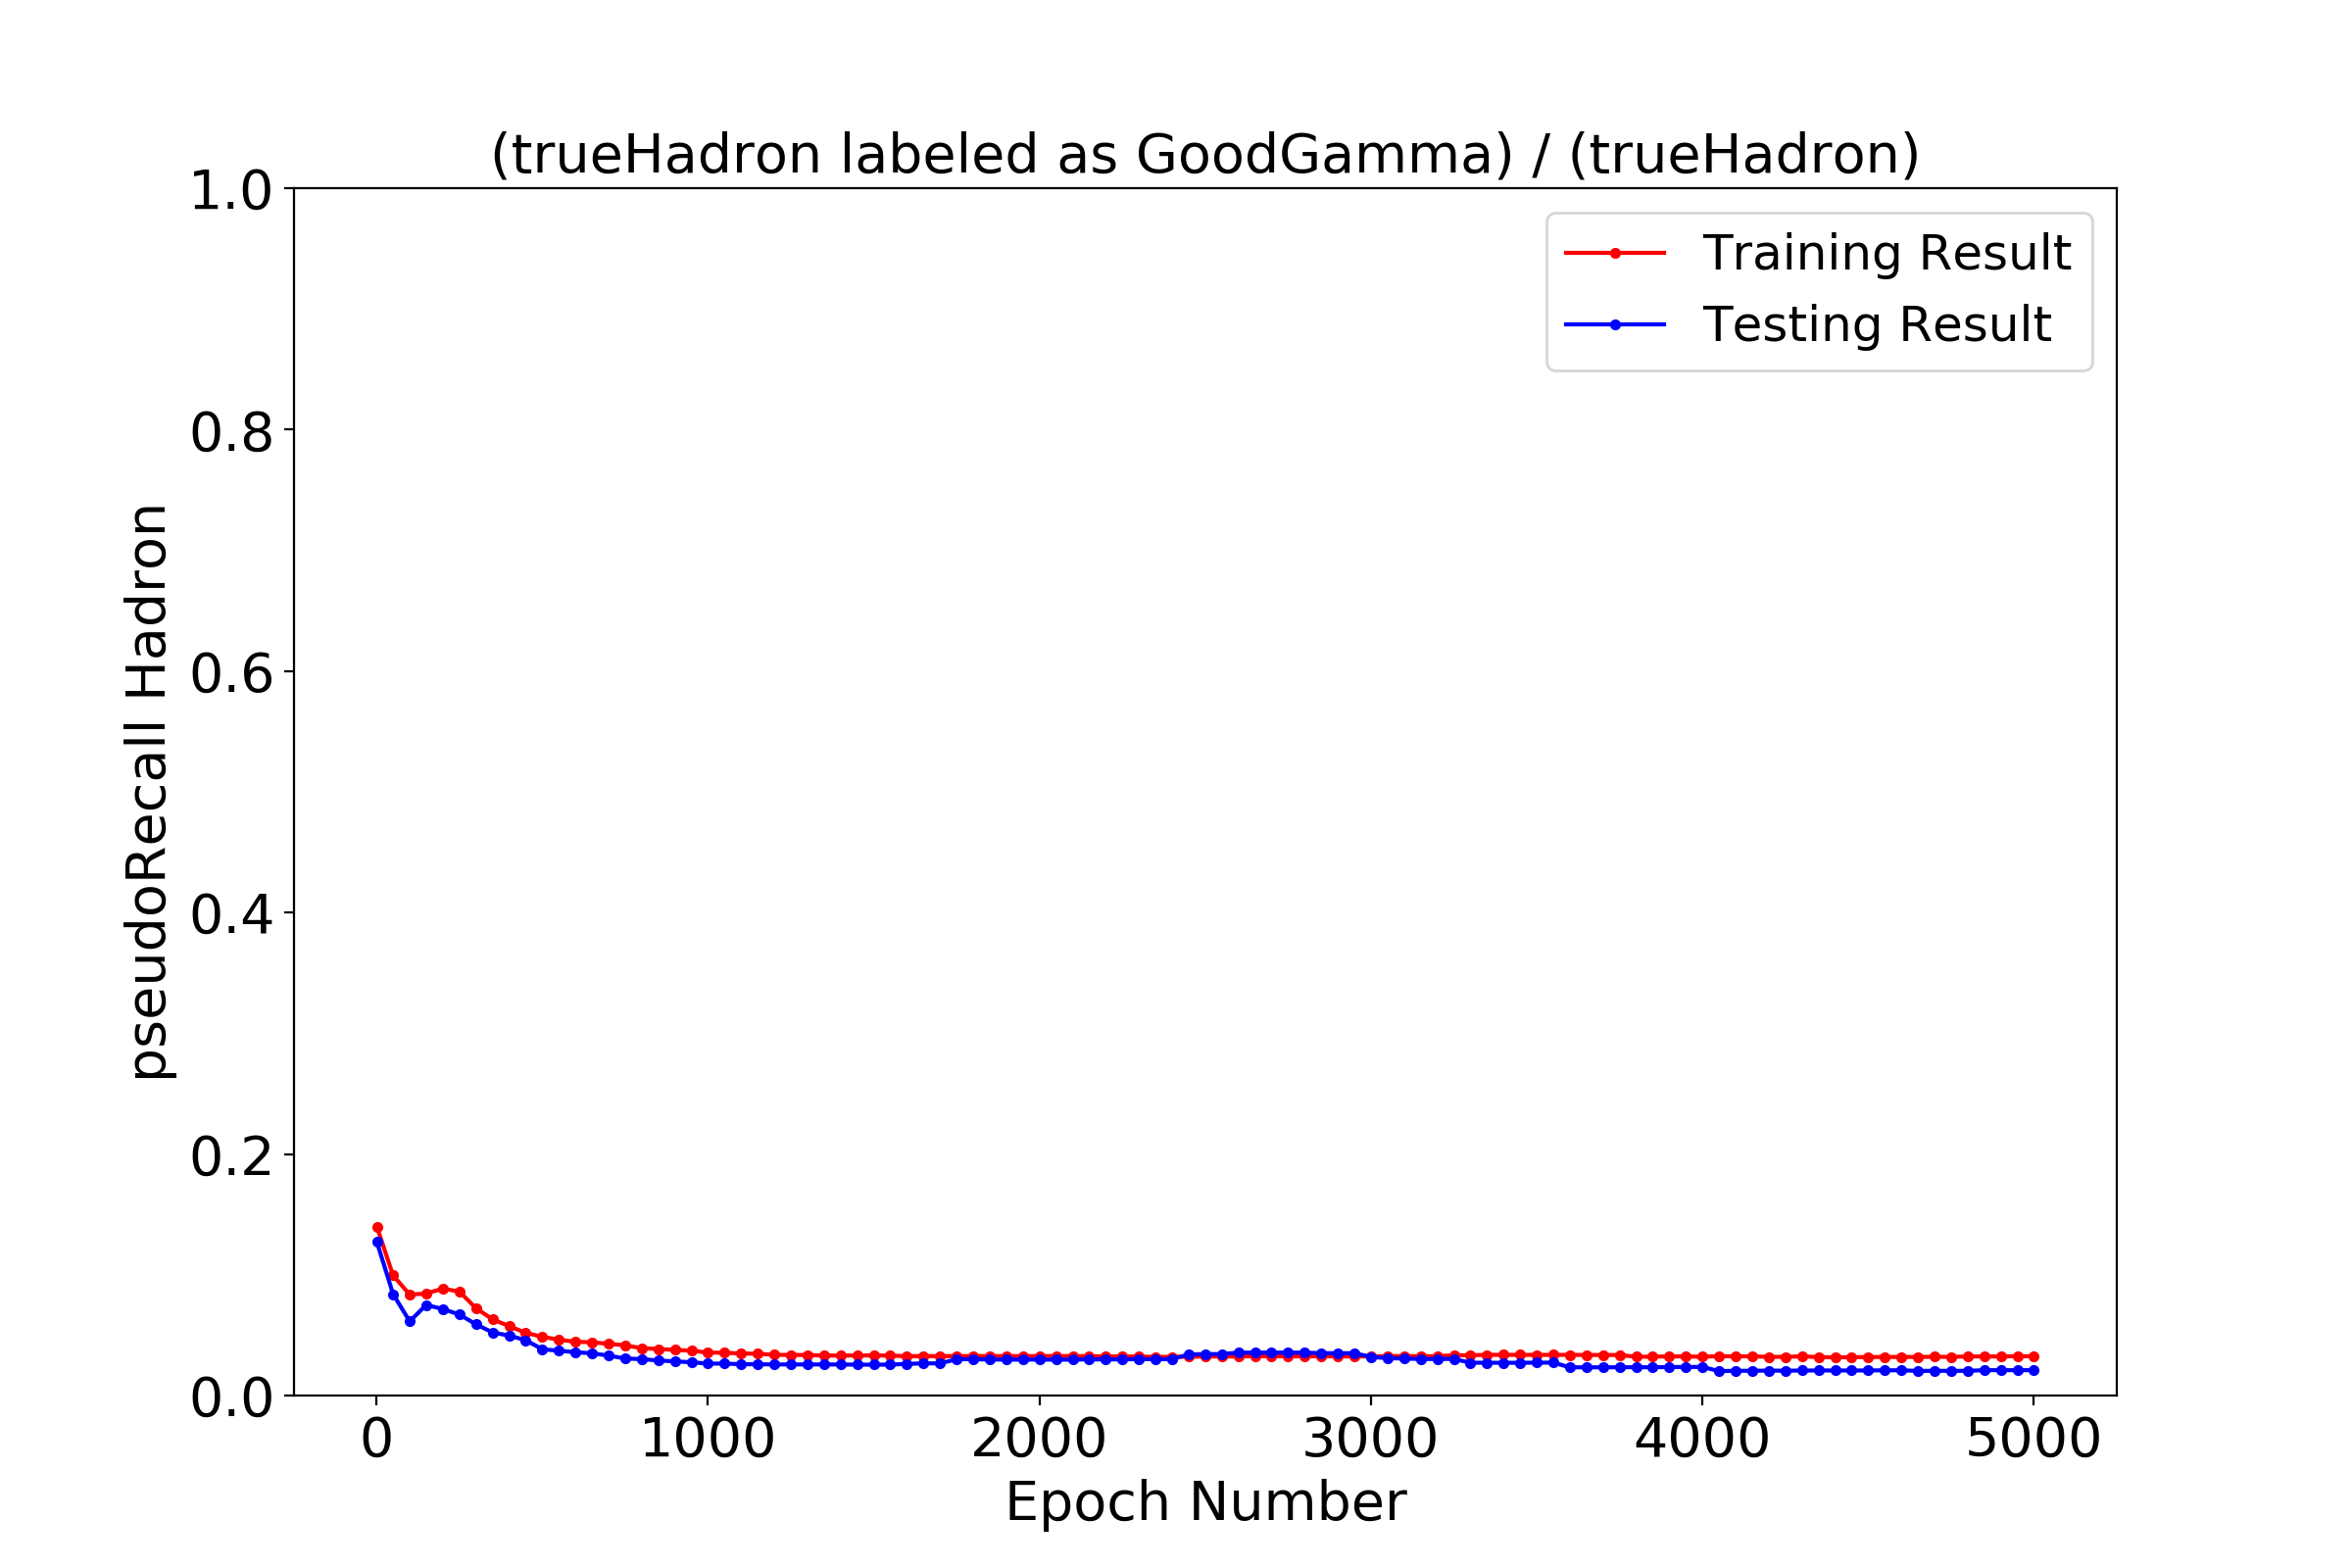 (trueHadron labeled as GoodGamma) / (trueHadron)
1.0
0.8
0.6
0.4
0.2
0.0
pseudoRecall Hadron
Training Result
Testing Result
0 1000 2000 3000 4000 5000
Epoch Number